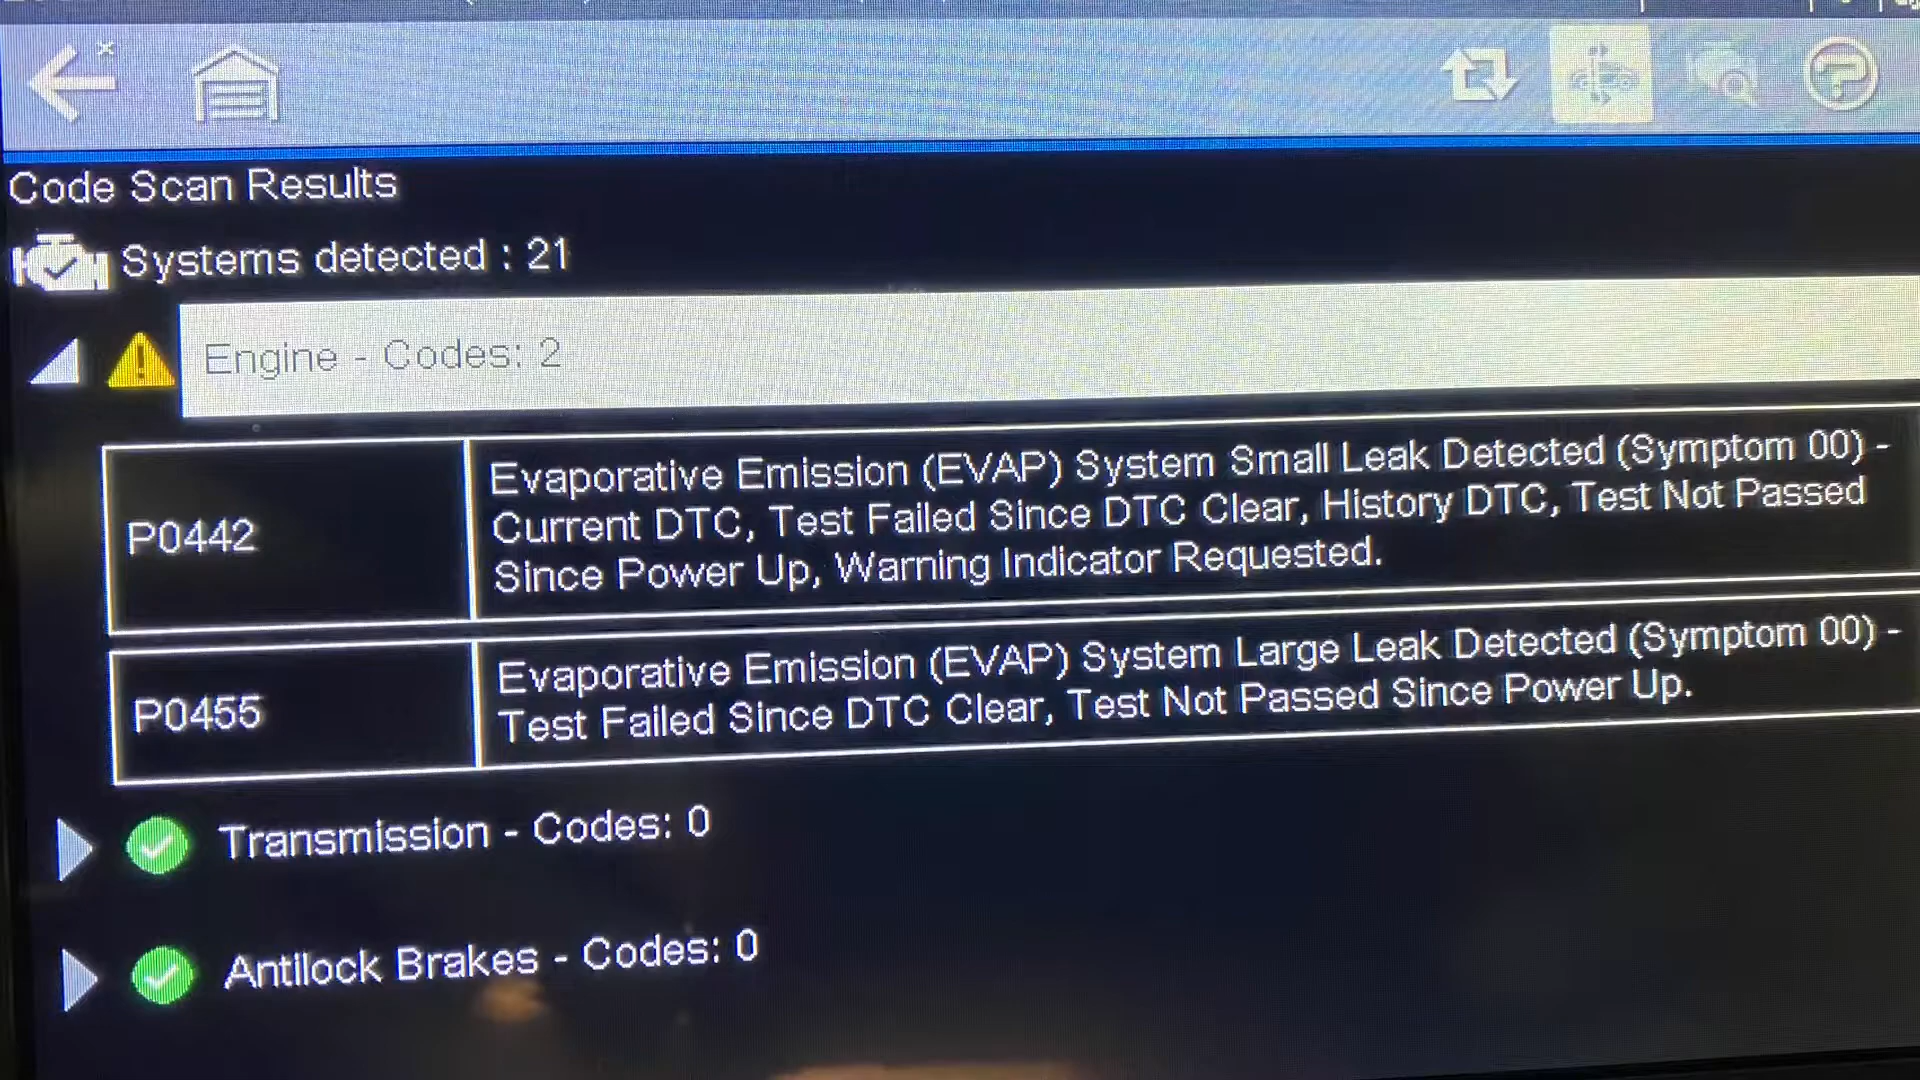 Code Scan Results
Systems detected : 21
Engine - Codes: 2
P0442
Evaporative Emission (EVAP) System Small Leak Detected (Symptom 00) -
Current DTC, Test Failed Since DTC Clear, History DTC, Test Not Passed
Since Power Up, Warning Indicator Requested.
P0455
Evaporative Emission (EVAP) System Large Leak Detected (Symptom 00) -
Test Failed Since DTC Clear, Test Not Passed Since Power Up.
Transmission - Codes: 0
Antilock Brakes - Codes: 0